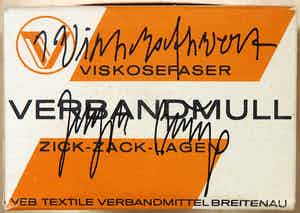 V
VISKOSEFASER
VERBANDMULL
ZICK-ZACK-LAGEN
VEB TEXTILE VERBANDMITTEL BREITENAU